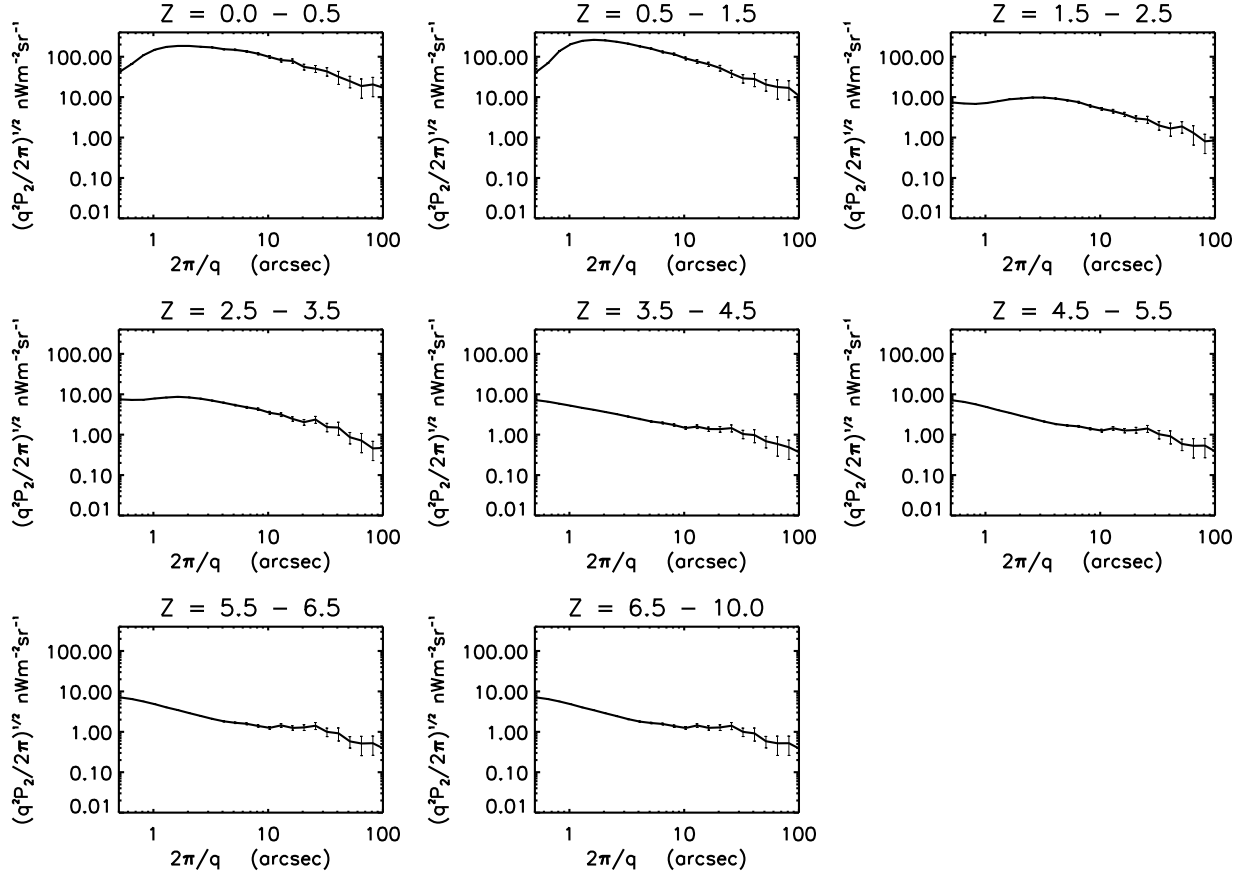 Z = 0.0 – 0.5
(q²P₂/2π)¹/² nWm⁻²sr⁻¹
100.00
10.00
1.00
0.10
0.01
1 10 100
2π/q (arcsec)
Z = 0.5 – 1.5
(q²P₂/2π)¹/² nWm⁻²sr⁻¹
100.00
10.00
1.00
0.10
0.01
1 10 100
2π/q (arcsec)
Z = 1.5 – 2.5
(q²P₂/2π)¹/² nWm⁻²sr⁻¹
100.00
10.00
1.00
0.10
0.01
1 10 100
2π/q (arcsec)
Z = 2.5 – 3.5
(q²P₂/2π)¹/² nWm⁻²sr⁻¹
100.00
10.00
1.00
0.10
0.01
1 10 100
2π/q (arcsec)
Z = 3.5 – 4.5
(q²P₂/2π)¹/² nWm⁻²sr⁻¹
100.00
10.00
1.00
0.10
0.01
1 10 100
2π/q (arcsec)
Z = 4.5 – 5.5
(q²P₂/2π)¹/² nWm⁻²sr⁻¹
100.00
10.00
1.00
0.10
0.01
1 10 100
2π/q (arcsec)
Z = 5.5 – 6.5
(q²P₂/2π)¹/² nWm⁻²sr⁻¹
100.00
10.00
1.00
0.10
0.01
1 10 100
2π/q (arcsec)
Z = 6.5 – 10.0
(q²P₂/2π)¹/² nWm⁻²sr⁻¹
100.00
10.00
1.00
0.10
0.01
1 10 100
2π/q (arcsec)